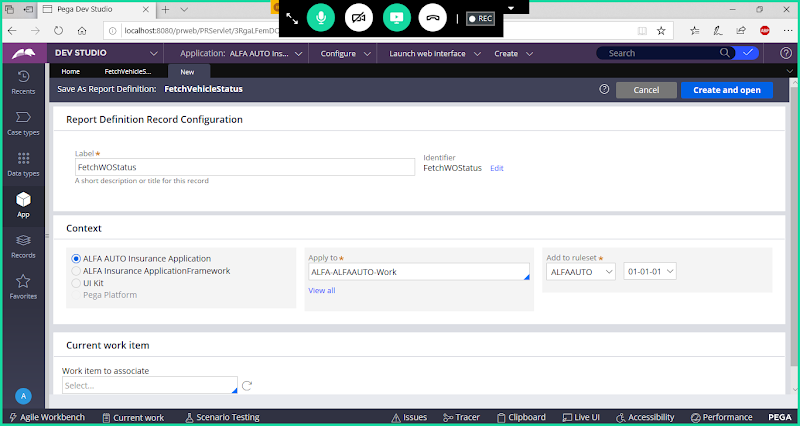 Pega Dev Studio
REC
localhost:8080/prweb/PRServlet/3RgaLFemDO
ABP
DEV STUDIO
Application: ALFA AUTO Ins...
Configure
Launch web interface
Create
Search
Recents
Case types
Data types
App
Records
Favorites
A
Home
FetchVehicleS...
New
Save As Report Definition: FetchVehicleStatus
Cancel
Create and open
Report Definition Record Configuration
Label*
Identifier
FetchWOStatus
FetchWOStatus Edit
A short description or title for this record
Context
ALFA AUTO Insurance Application
ALFA Insurance ApplicationFramework
UI Kit
Pega Platform
Apply to *
ALFA-ALFAAUTO-Work
View all
Add to ruleset *
ALFAAUTO
01-01-01
Current work item
Work item to associate
Select...
Agile Workbench
Current work
Scenario Testing
Issues
Tracer
Clipboard
Live UI
Accessibility
Performance
PEGA